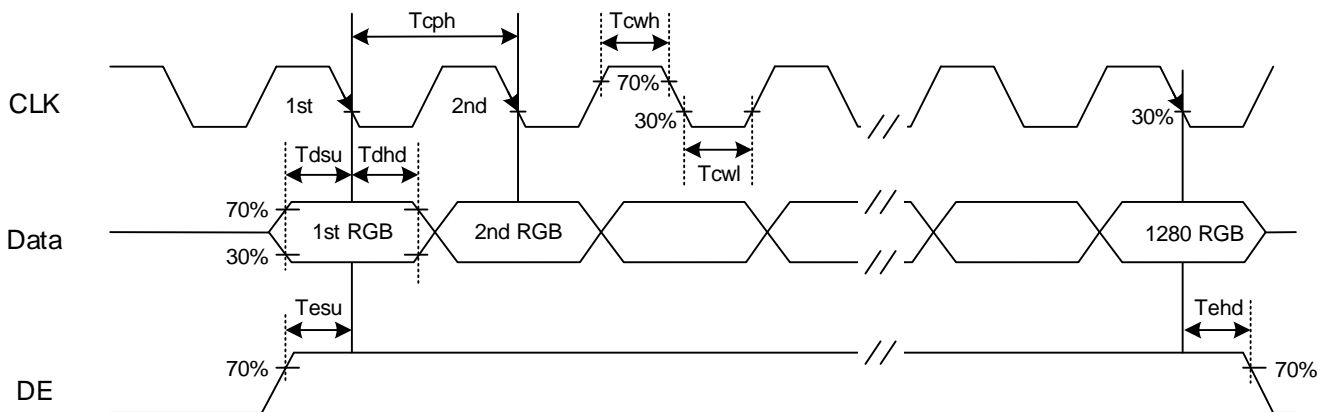 Tcph
Tcwh
CLK
1st
2nd
70%
30%
30%
Tcwl
Tdsu
Tdhd
70%
Data
1st RGB
2nd RGB
1280 RGB
30%
Tesu
Tehd
70%
70%
DE